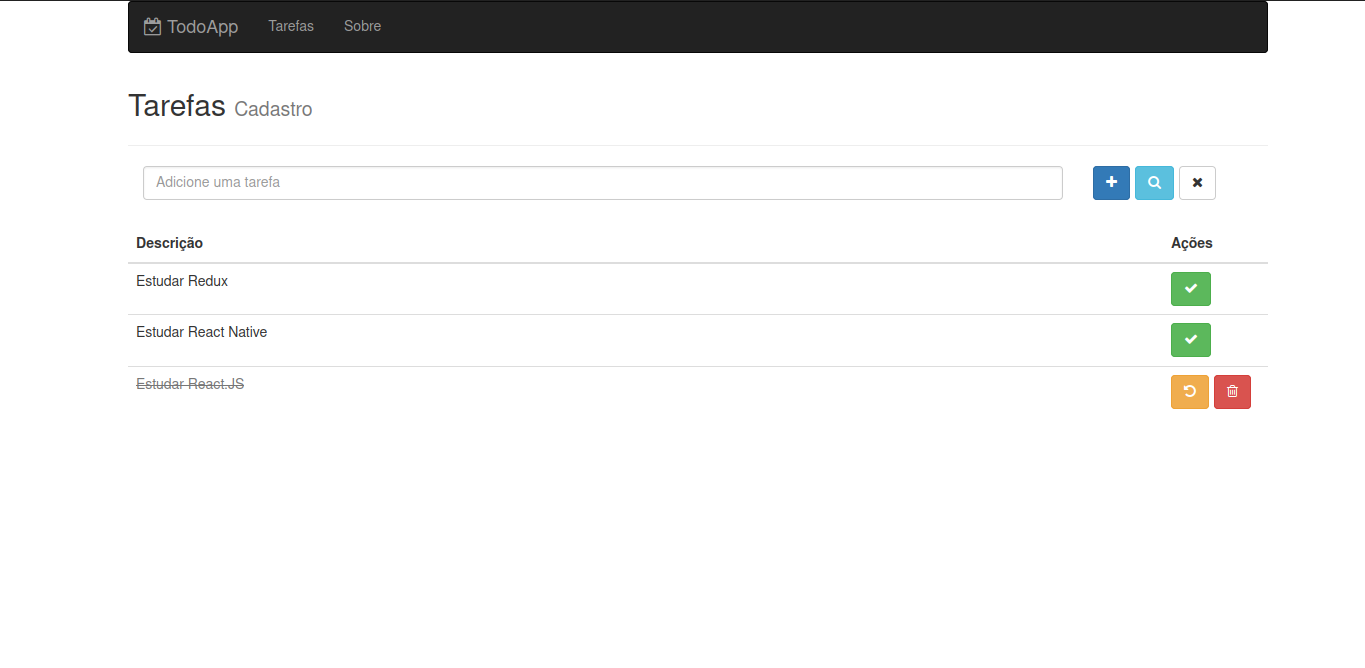 TodoApp Tarefas Sobre
Tarefas Cadastro
Adicione uma tarefa
Descrição Ações
Estudar Redux
Estudar React Native
Estudar React.JS